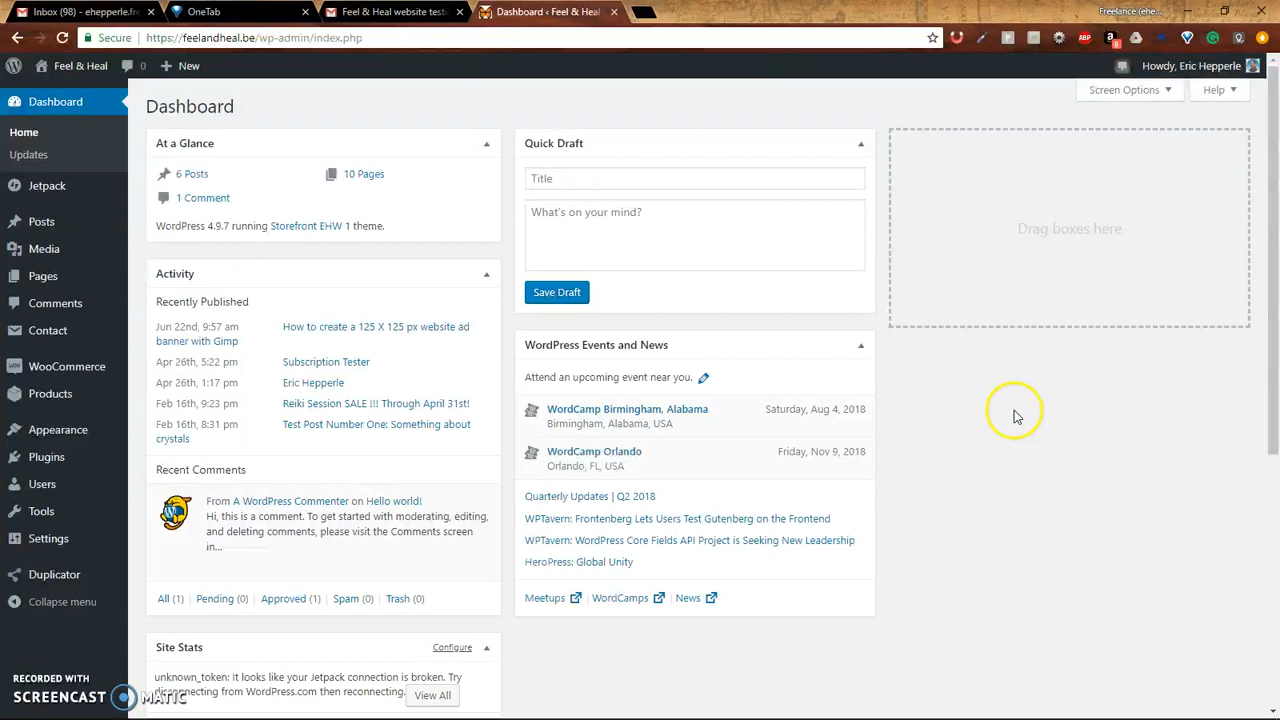 Inbox (98) - ehepperle.fr
OneTab
Feel & Heal website test
Dashboard ‹ Feel & Heal
Freelance (ehe...
Secure
https://feelandheal.be/wp-admin/index.php
Feel & Heal
0
New
Howdy, Eric Hepperle
Dashboard
Home
Updates
Jetpack
Posts
Media
Pages
Comments
Contact
WooCommerce
Products
Appearance
Plugins
Users
Tools
Settings
Duplicator
Collapse menu
RECORDED WITH
SCREENCAST MATIC
Screen Options
Help
Dashboard
At a Glance
6 Posts
10 Pages
1 Comment
WordPress 4.9.7 running Storefront EHW 1 theme.
Activity
Recently Published
Jun 22nd, 9:57 am How to create a 125 X 125 px website ad
banner with Gimp
Apr 26th, 5:22 pm Subscription Tester
Apr 26th, 1:17 pm Eric Hepperle
Feb 16th, 9:23 pm Reiki Session SALE !!! Through April 31st!
Feb 16th, 8:31 pm Test Post Number One: Something about
crystals
Recent Comments
From A WordPress Commenter on Hello world!
Hi, this is a comment. To get started with moderating, editing,
and deleting comments, please visit the Comments screen
in...
All (1) | Pending (0) | Approved (1) | Spam (0) | Trash (0)
Site Stats
Configure
unknown_token: It looks like your Jetpack connection is broken. Try
disconnecting from WordPress.com then reconnecting.
View All
Quick Draft
Title
What's on your mind?
Save Draft
WordPress Events and News
Attend an upcoming event near you.
WordCamp Birmingham, Alabama Saturday, Aug 4, 2018
Birmingham, Alabama, USA
WordCamp Orlando Friday, Nov 9, 2018
Orlando, FL, USA
Quarterly Updates | Q2 2018
WPTavern: Frontenberg Lets Users Test Gutenberg on the Frontend
WPTavern: WordPress Core Fields API Project is Seeking New Leadership
HeroPress: Global Unity
Meetups | WordCamps | News
Drag boxes here